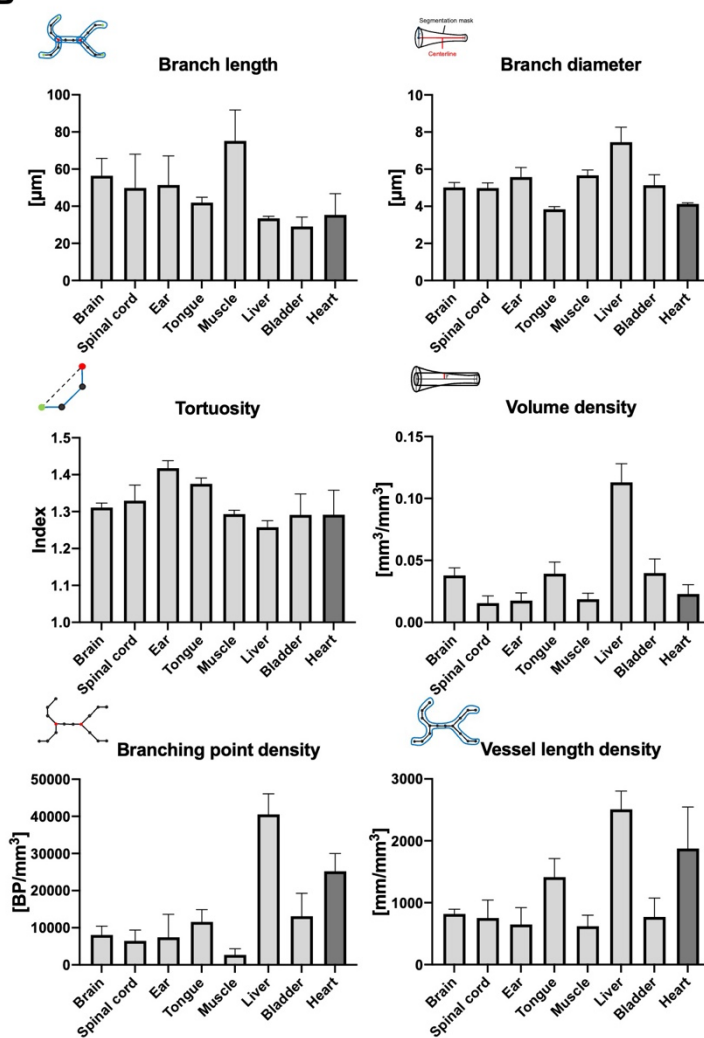 Segmentation mask
Centerline
Branch length
Branch diameter
100
80
60
40
20
0
[µm]
Brain
Spinal cord
Ear
Tongue
Muscle
Liver
Bladder
Heart
10
8
6
4
2
0
[µm]
Brain
Spinal cord
Ear
Tongue
Muscle
Liver
Bladder
Heart
Tortuosity
r
Volume density
1.5
1.4
1.3
1.2
1.1
1.0
Index
Brain
Spinal cord
Ear
Tongue
Muscle
Liver
Bladder
Heart
0.15
0.10
0.05
0.00
[mm³/mm³]
Brain
Spinal cord
Ear
Tongue
Muscle
Liver
Bladder
Heart
Branching point density
Vessel length density
50000
40000
30000
20000
10000
0
[BP/mm³]
Brain
Spinal cord
Ear
Tongue
Muscle
Liver
Bladder
Heart
3000
2000
1000
0
[mm/mm³]
Brain
Spinal cord
Ear
Tongue
Muscle
Liver
Bladder
Heart